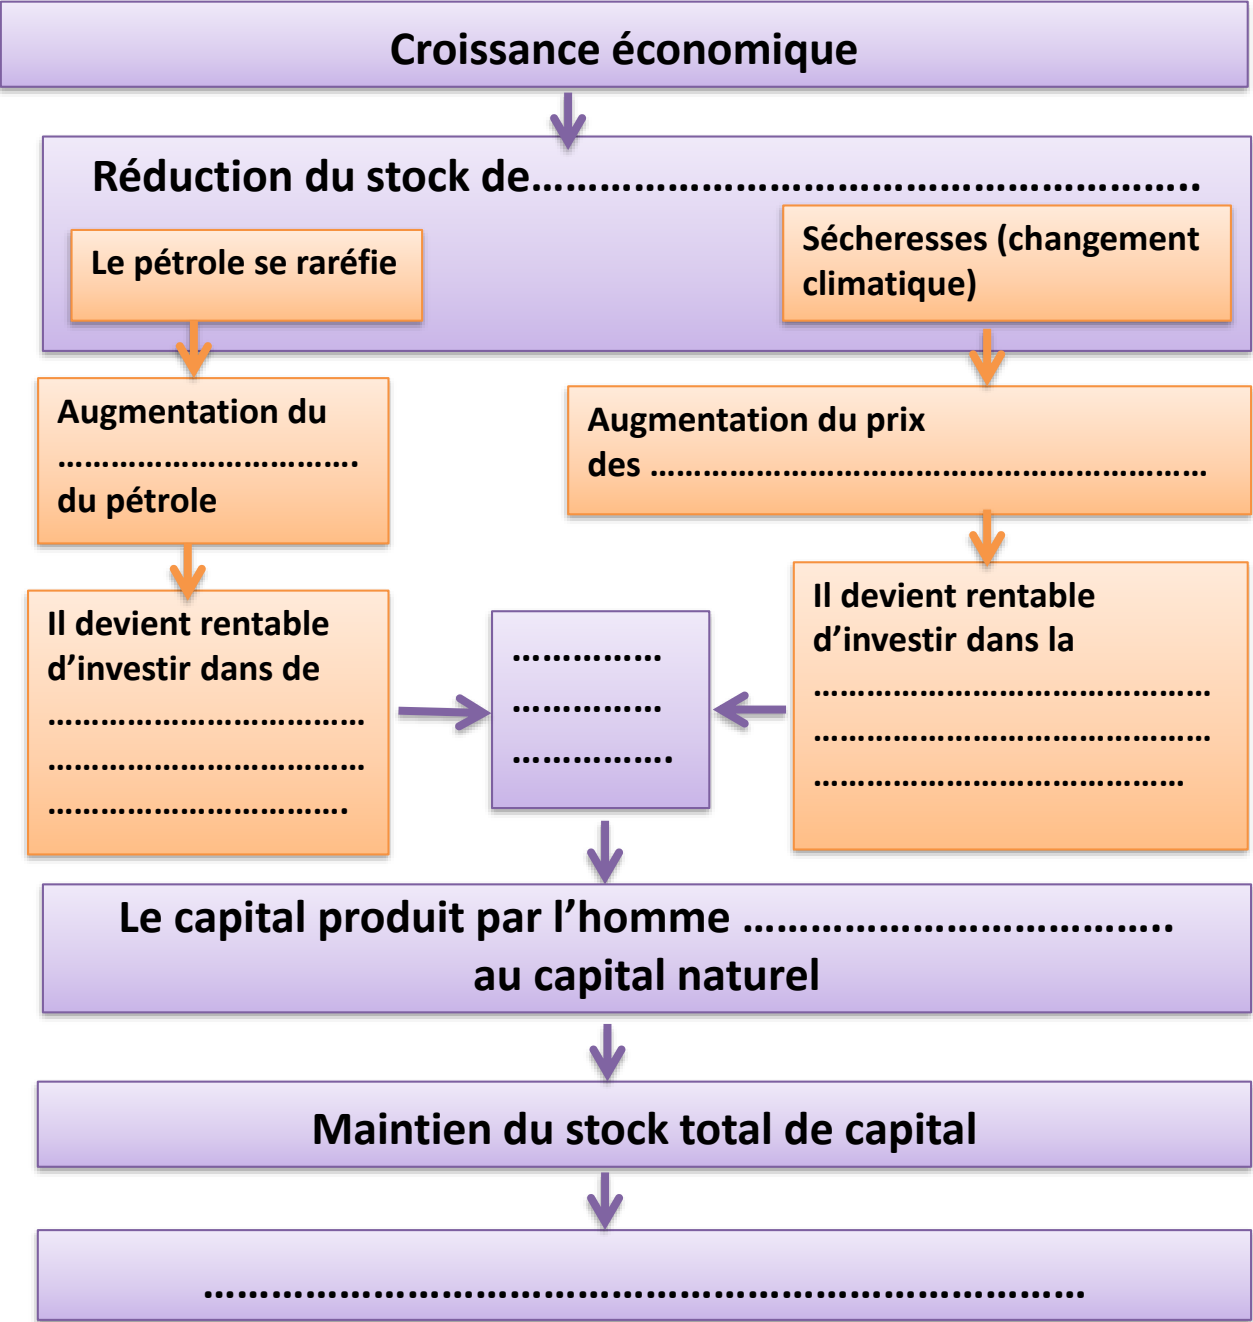 Croissance économique
Réduction du stock de…………………………………………………..
Le pétrole se raréfie
Sécheresses (changement
climatique)
Augmentation du
…………………………….
du pétrole
Augmentation du prix
des ………………………………………………………
Il devient rentable
d’investir dans de
………………………………
………………………………
…………………………….
……………
……………
…………….
Il devient rentable
d’investir dans la
………………………………………
………………………………………
……………………………………
Le capital produit par l’homme ………………………………..
au capital naturel
Maintien du stock total de capital
……………………………………………………………………